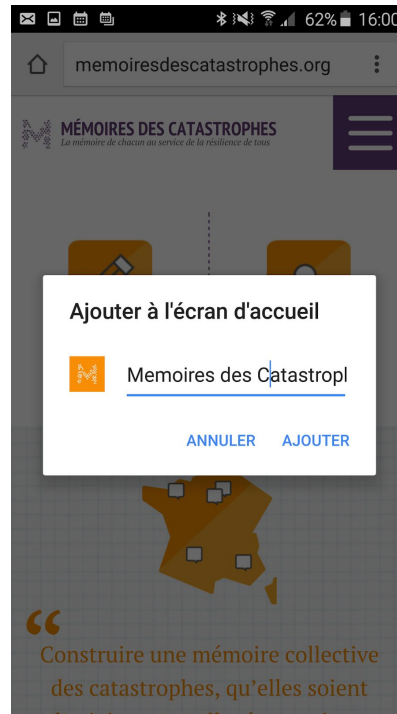 62% 16:00
memoiresdescatastrophes.org
MÉMOIRES DES CATASTROPHES
La mémoire de chacun au service de la résilience de tous
Ajouter à l'écran d'accueil
Memoires des Catastropl
ANNULER AJOUTER
“
Construire une mémoire collective
des catastrophes, qu’elles soient